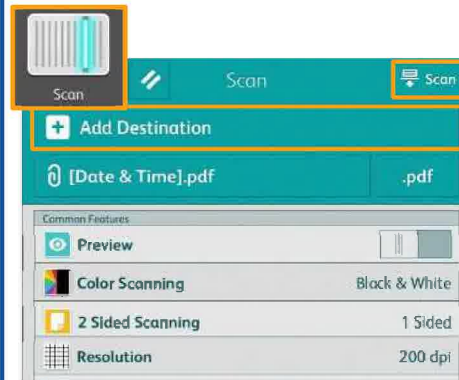 Scan
Scan
Scan
Add Destination
[Date & Time].pdf
.pdf
Common Features
Preview
Color Scanning
Black & White
2 Sided Scanning
1 Sided
Resolution
200 dpi